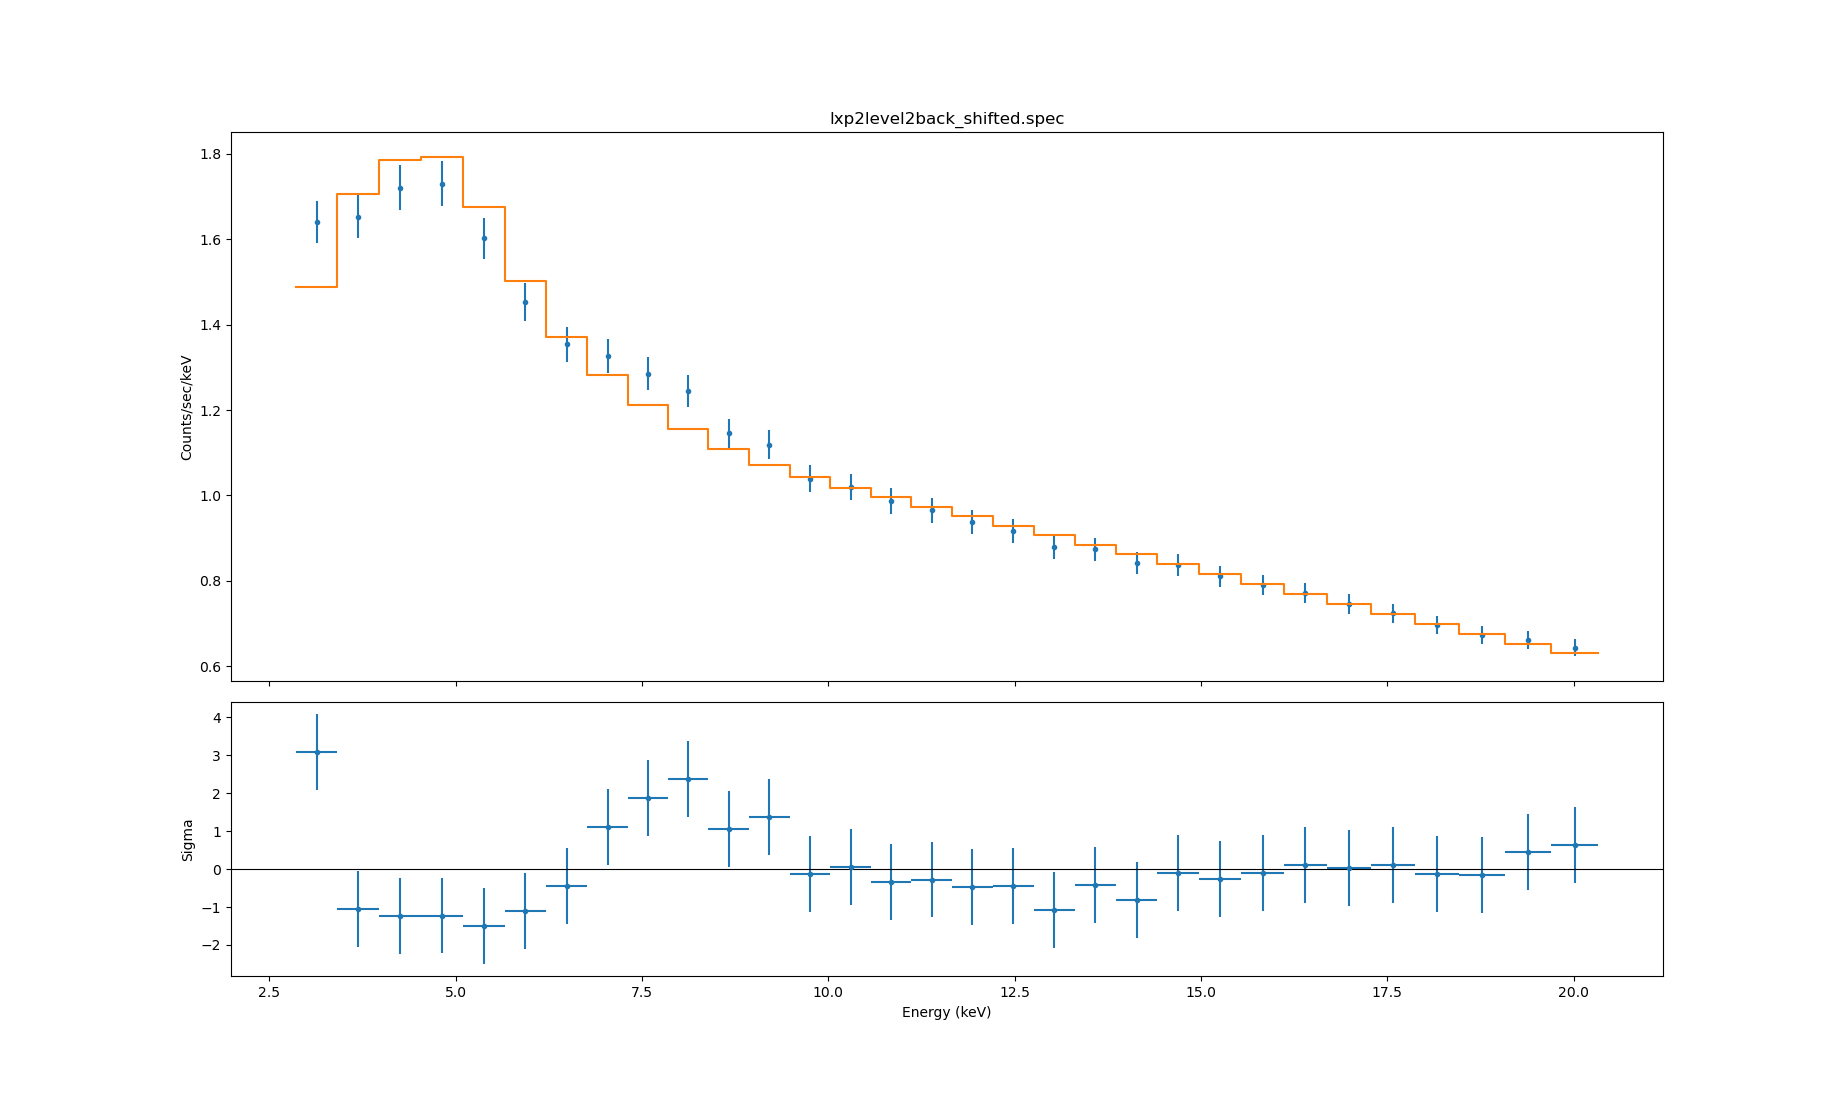 lxp2level2back_shifted.spec
1.8
1.6
1.4
1.2
1.0
0.8
0.6
Counts/sec/keV
4
3
2
1
0
−1
−2
Sigma
2.5 5.0 7.5 10.0 12.5 15.0 17.5 20.0
Energy (keV)